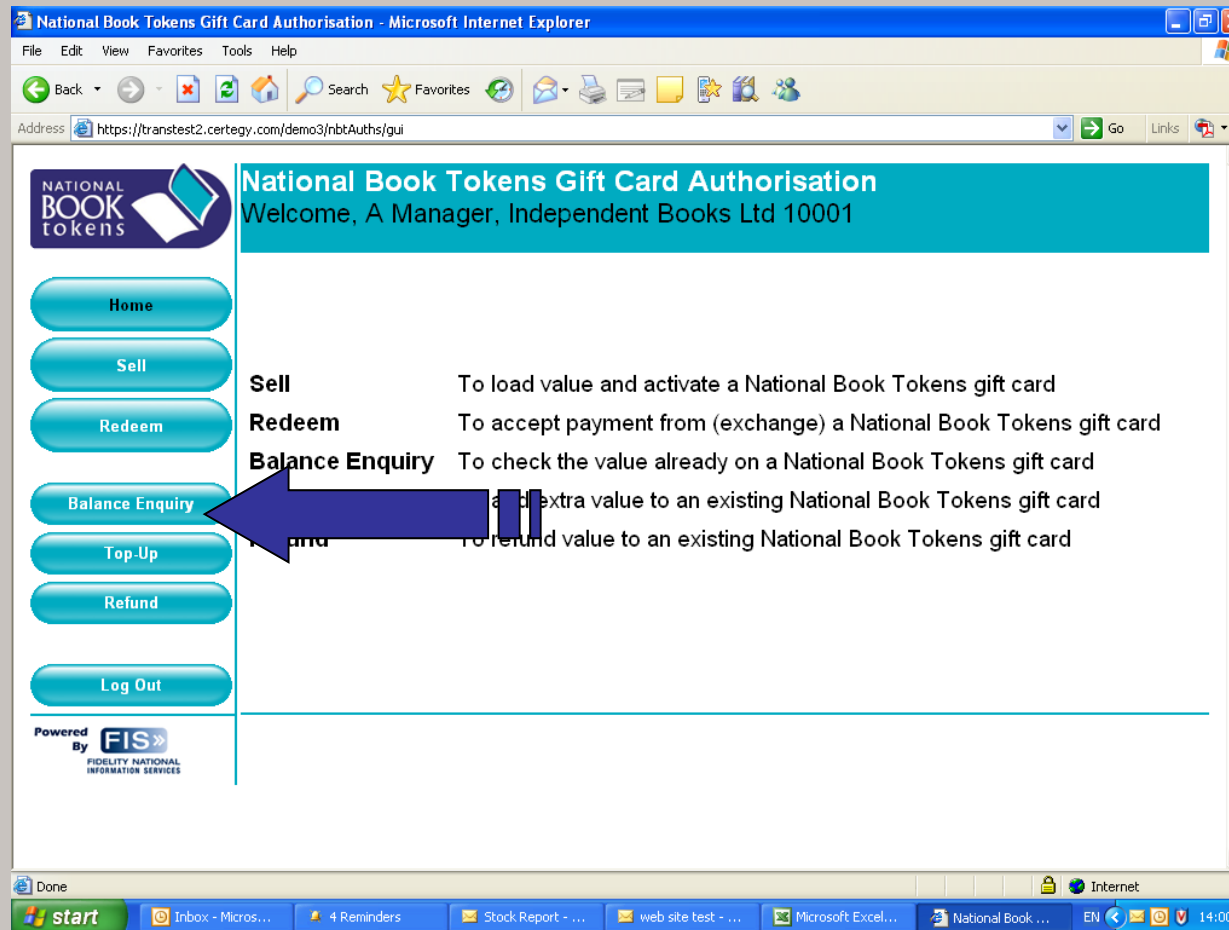 National Book Tokens Gift Card Authorisation - Microsoft Internet Explorer
File Edit View Favorites Tools Help
Back Search Favorites
Address https://transtest2.certegy.com/demo3/nbtAuths/gui Go Links
NATIONAL
BOOK
tokens
National Book Tokens Gift Card Authorisation
Welcome, A Manager, Independent Books Ltd 10001
Home
Sell
Redeem
Balance Enquiry
Top-Up
Refund
Log Out
Powered
By FIS
FIDELITY NATIONAL
INFORMATION SERVICES
Sell To load value and activate a National Book Tokens gift card
Redeem To accept payment from (exchange) a National Book Tokens gift card
Balance Enquiry To check the value already on a National Book Tokens gift card
extra value to an existing National Book Tokens gift card
To refund value to an existing National Book Tokens gift card
Done Internet
start Inbox - Micros... 4 Reminders Stock Report - ... web site test - ... Microsoft Excel... National Book ... EN 14:00